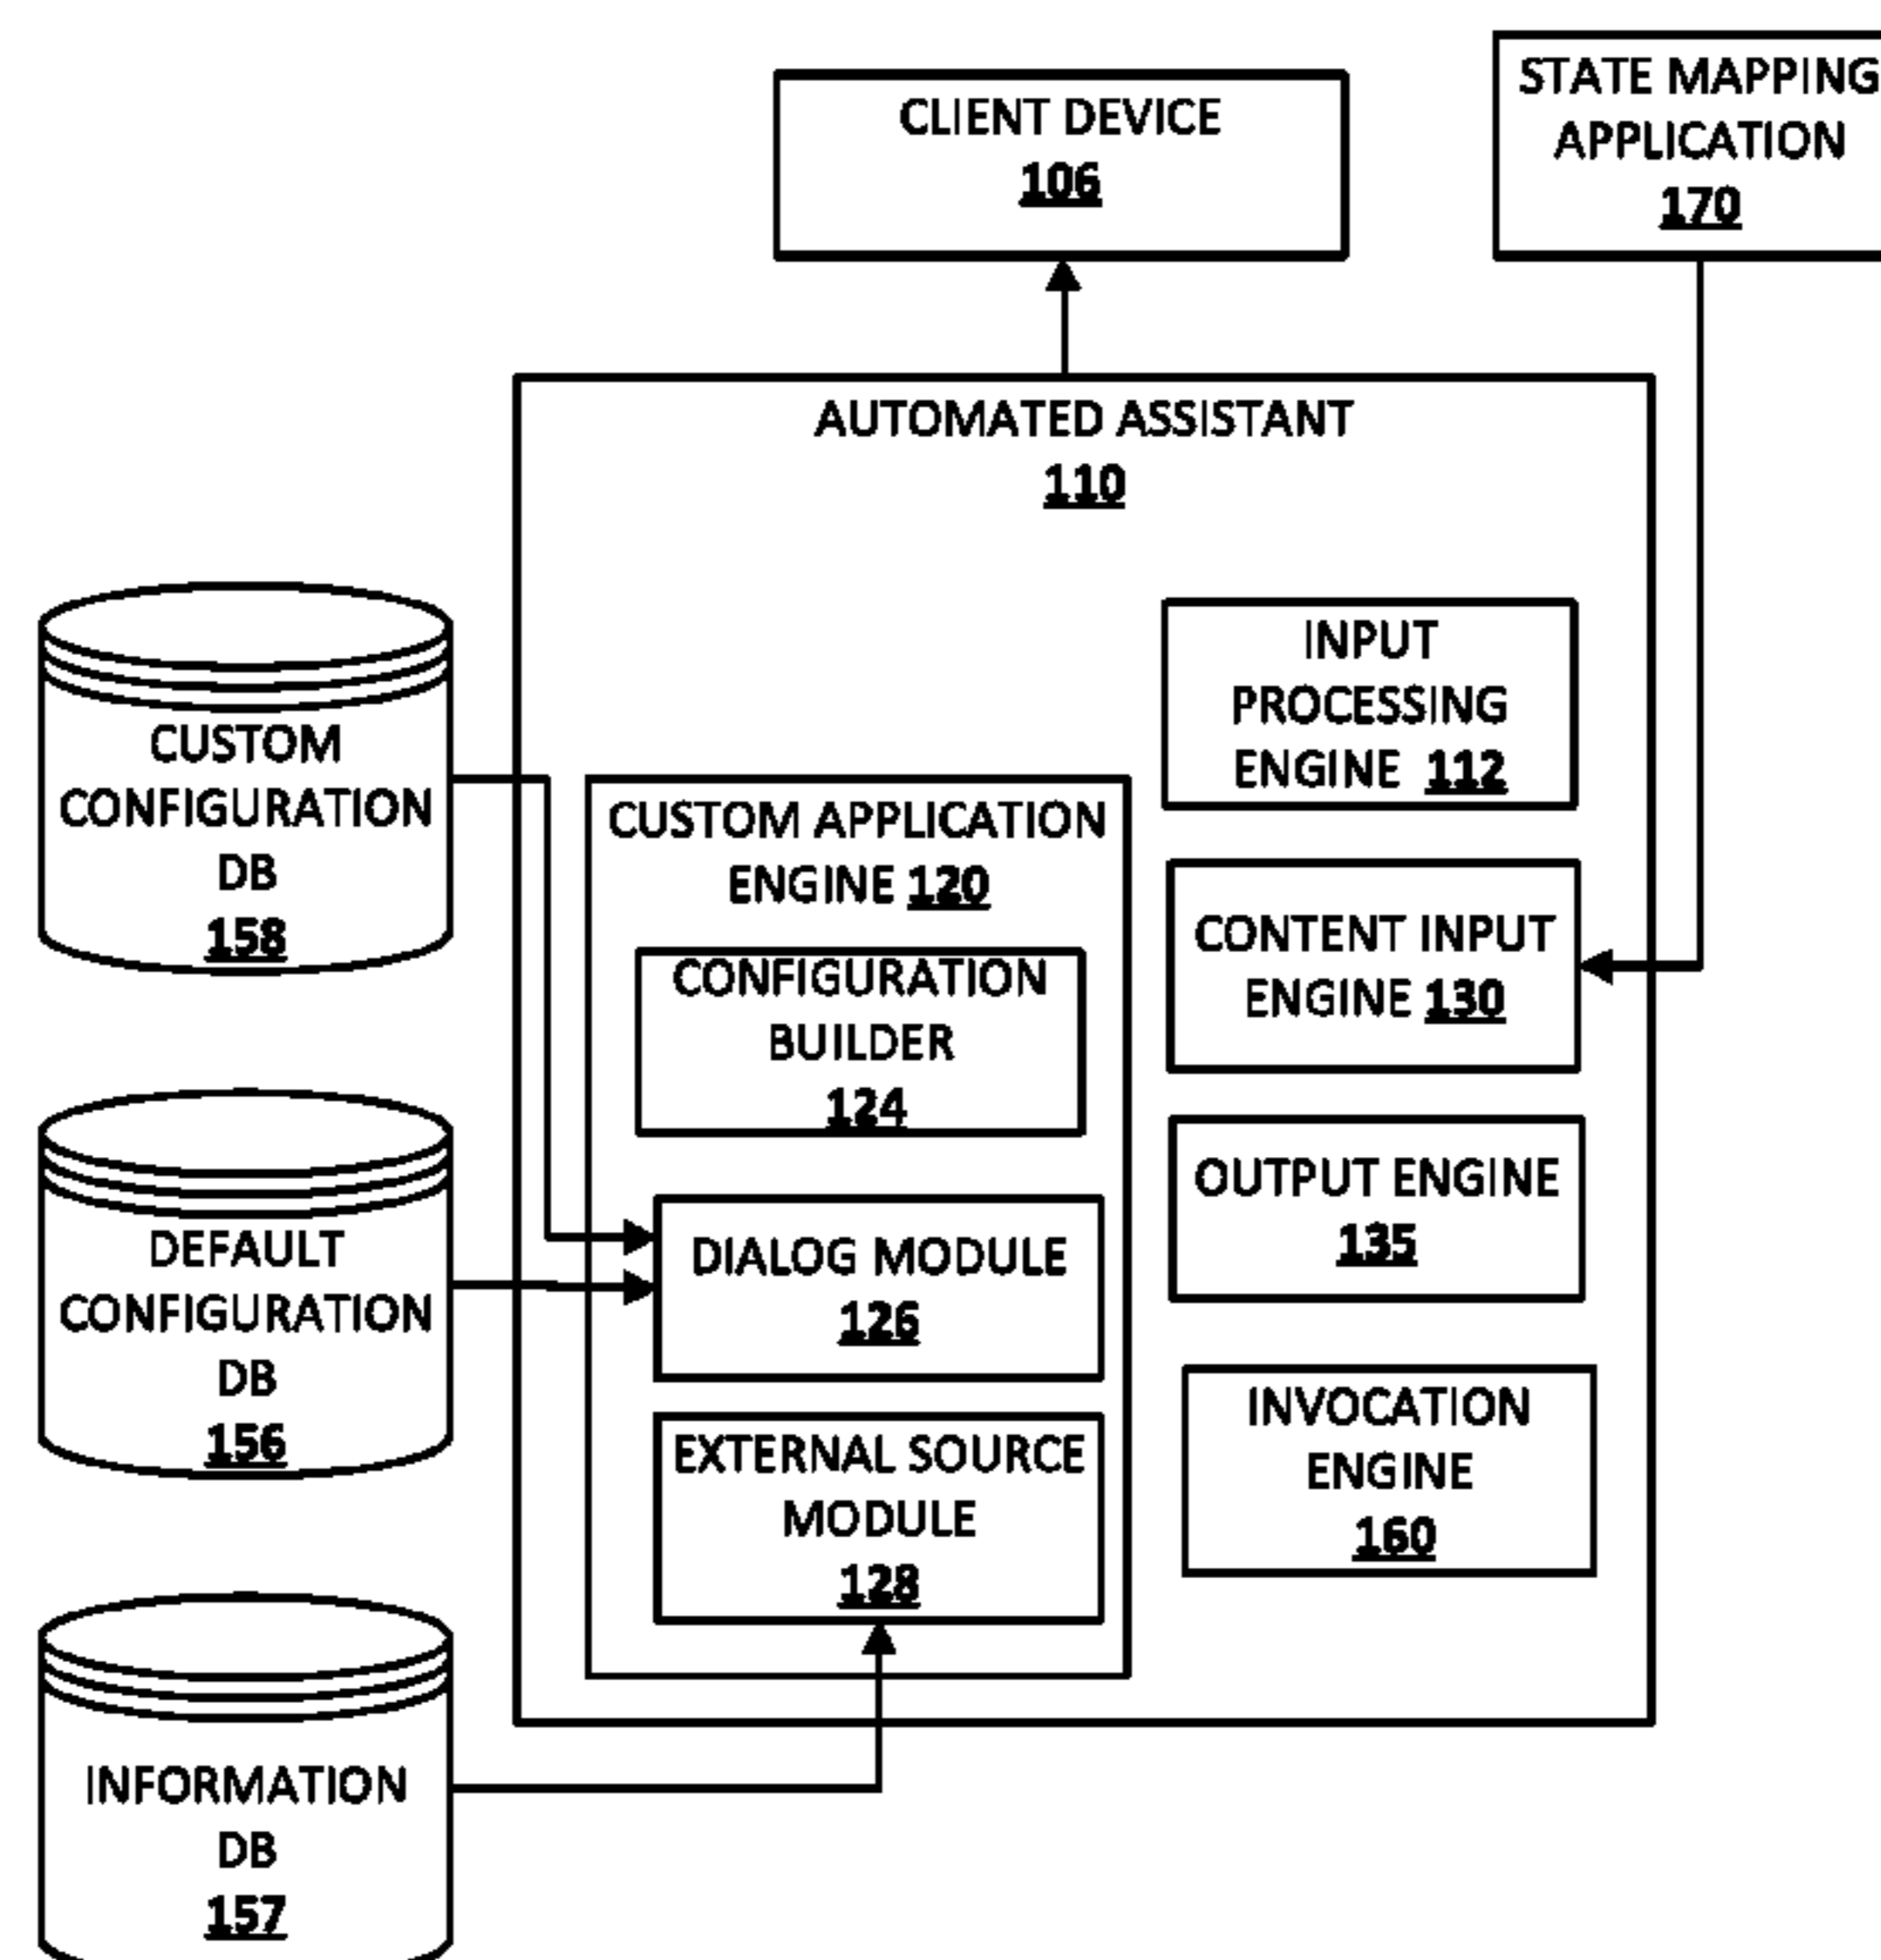 CLIENT DEVICE
106
STATE MAPPING
APPLICATION
170
AUTOMATED ASSISTANT
110
CUSTOM
CONFIGURATION
DB
158
DEFAULT
CONFIGURATION
DB
156
INFORMATION
DB
157
CUSTOM APPLICATION
ENGINE 120
CONFIGURATION
BUILDER
124
DIALOG MODULE
126
EXTERNAL SOURCE
MODULE
128
INPUT
PROCESSING
ENGINE 112
CONTENT INPUT
ENGINE 130
OUTPUT ENGINE
135
INVOCATION
ENGINE
160